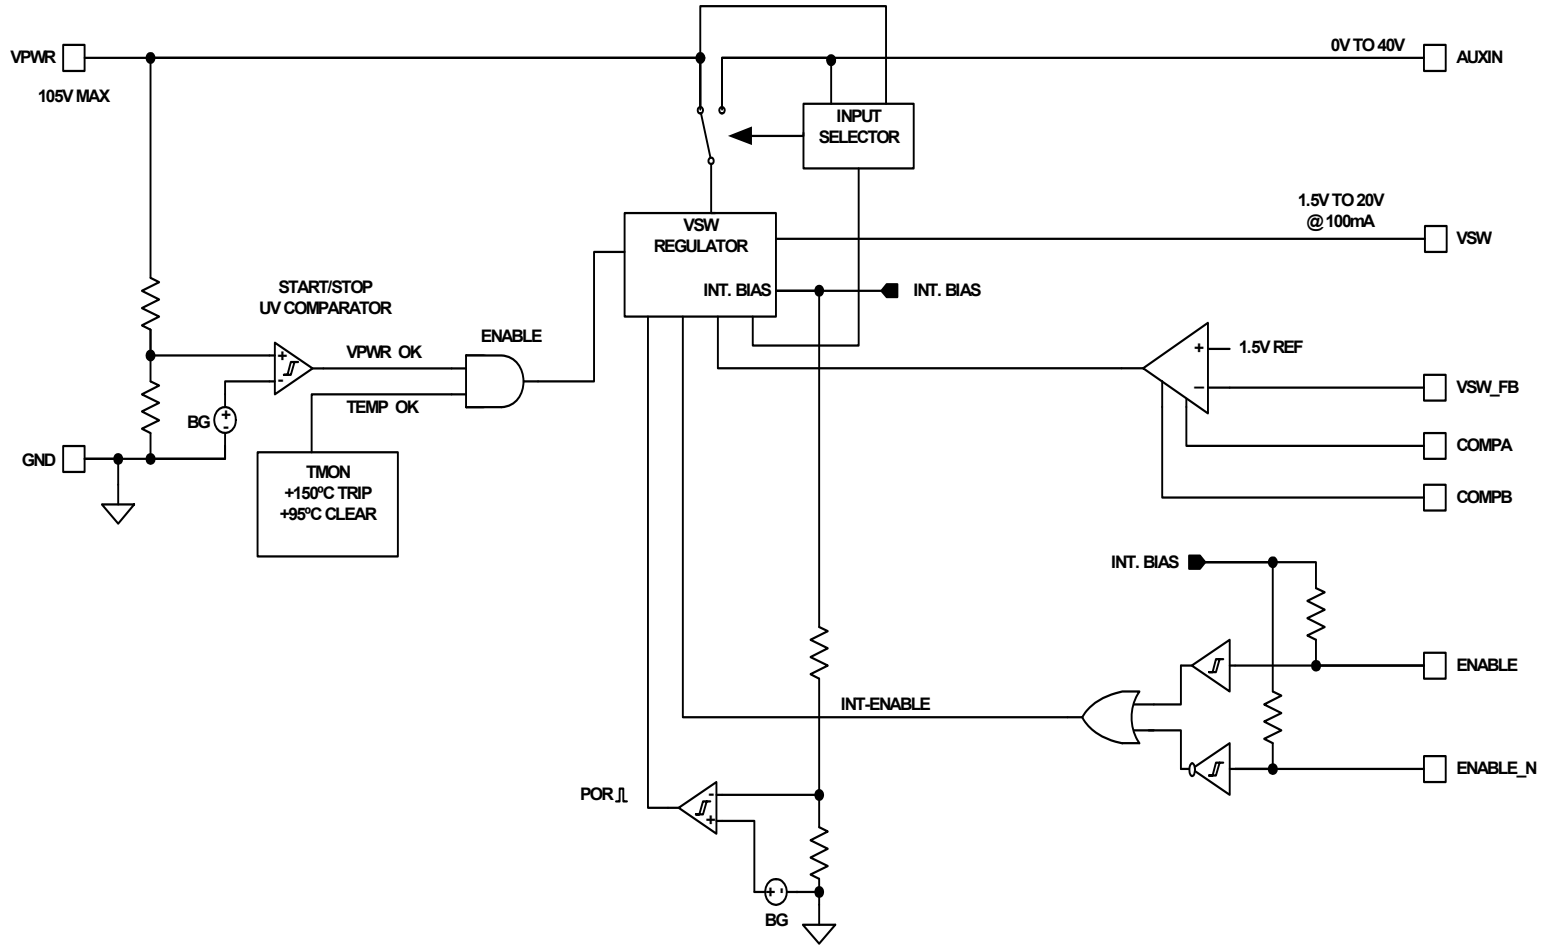 VPWR
105V MAX
0V TO 40V
AUXIN
INPUT
SELECTOR
1.5V TO 20V
@ 100mA
VSW
VSW
REGULATOR
INT. BIAS
INT. BIAS
START/STOP
UV COMPARATOR
ENABLE
VPWR OK
+
-
TEMP OK
BG
+
-
GND
TMON
+150ºC TRIP
+95ºC CLEAR
+
1.5V REF
–
VSW_FB
COMPA
COMPB
INT. BIAS
ENABLE
INT-ENABLE
ENABLE_N
POR
-
+
+ -
BG